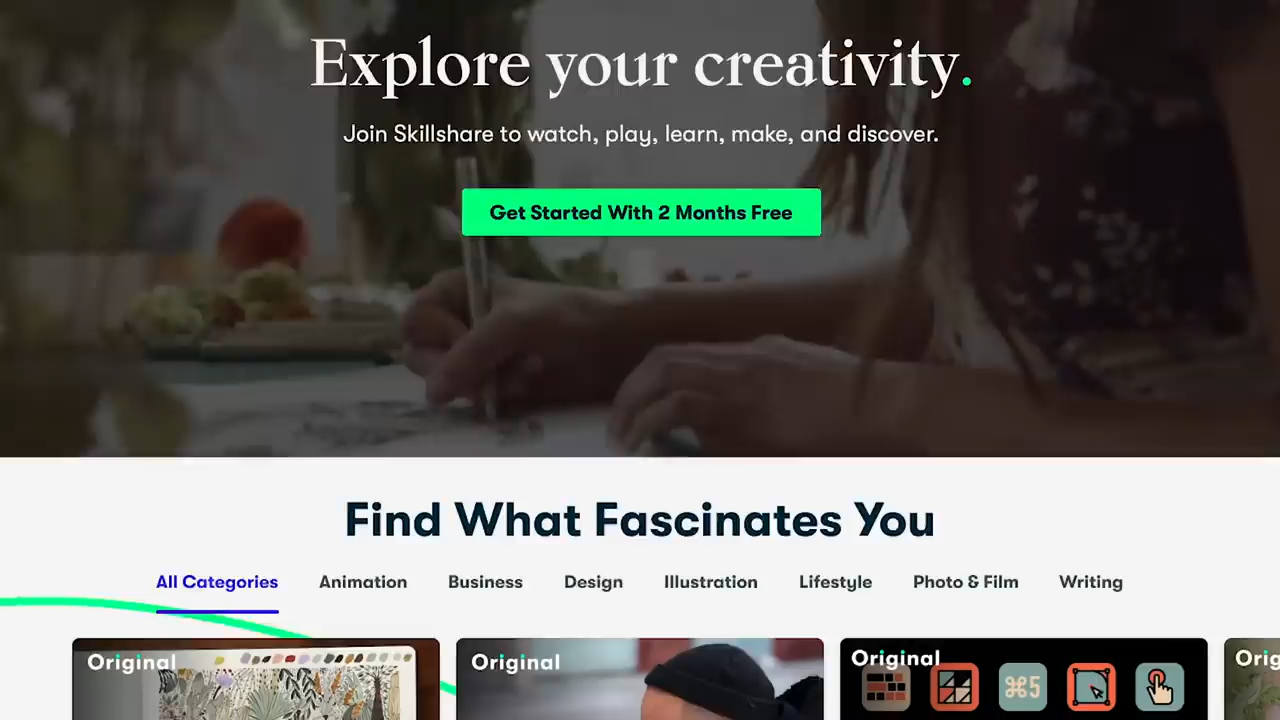 Explore your creativity.
Join Skillshare to watch, play, learn, make, and discover.
Get Started With 2 Months Free
Find What Fascinates You
All Categories Animation Business Design Illustration Lifestyle Photo & Film Writing
Original Original Original Orig
⌘5